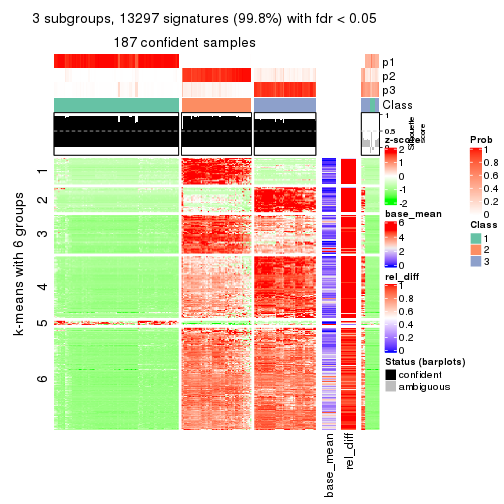 3 subgroups, 13297 signatures (99.8%) with fdr < 0.05
187 confident samples
p1
p2
p3
Class
1
0.5
0
Silhouette
score
k-means with 6 groups
1
2
3
4
5
6
base_mean
rel_diff
z-score
2
1
0
-1
-2
base_mean
6
4
2
0
rel_diff
1
0.8
0.6
0.4
0.2
0
Status (barplots)
confident
ambiguous
Prob
1
0.8
0.6
0.4
0.2
0
Class
1
2
3